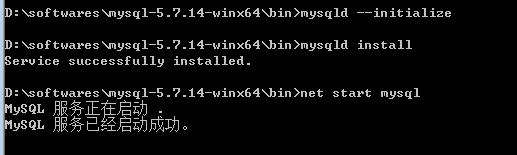 D:\softwares\mysql-5.7.14-winx64\bin>mysqld --initialize
D:\softwares\mysql-5.7.14-winx64\bin>mysqld install
Service successfully installed.
D:\softwares\mysql-5.7.14-winx64\bin>net start mysql
MySQL 服务正在启动 .
MySQL 服务已经启动成功。